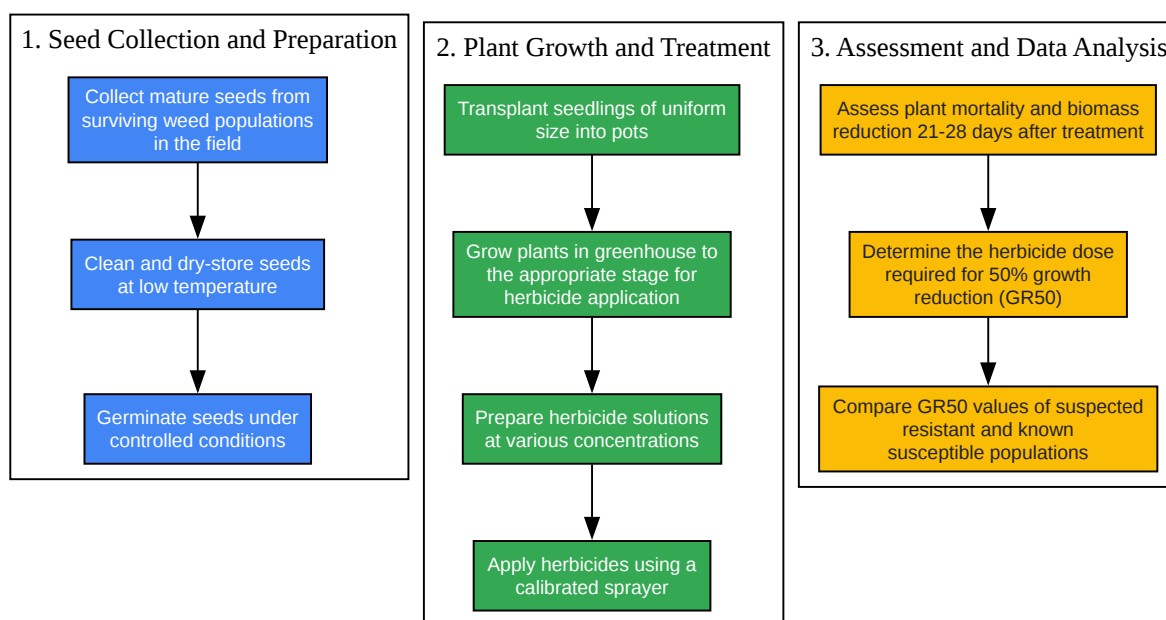 1. Seed Collection and Preparation
Collect mature seeds from
surviving weed populations
in the field
Clean and dry-store seeds
at low temperature
Germinate seeds under
controlled conditions
2. Plant Growth and Treatment
Transplant seedlings of uniform
size into pots
Grow plants in greenhouse to
the appropriate stage for
herbicide application
Prepare herbicide solutions
at various concentrations
Apply herbicides using a
calibrated sprayer
3. Assessment and Data Analysis
Assess plant mortality and biomass
reduction 21-28 days after treatment
Determine the herbicide dose
required for 50% growth
reduction (GR50)
Compare GR50 values of suspected
resistant and known
susceptible populations